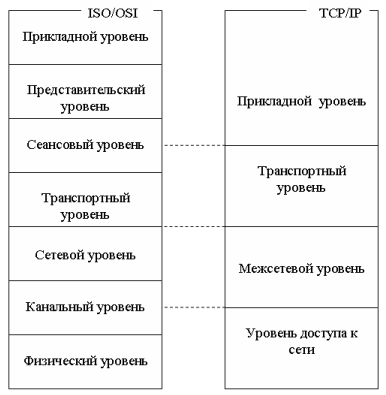 ISO/OSI
Прикладной уровень
Представительский
уровень
Сеансовый уровень
Транспортный
уровень
Сетевой уровень
Канальный уровень
Физический уровень
TCP/IP
Прикладной уровень
Транспортный
уровень
Межсетевой уровень
Уровень доступа к
сети